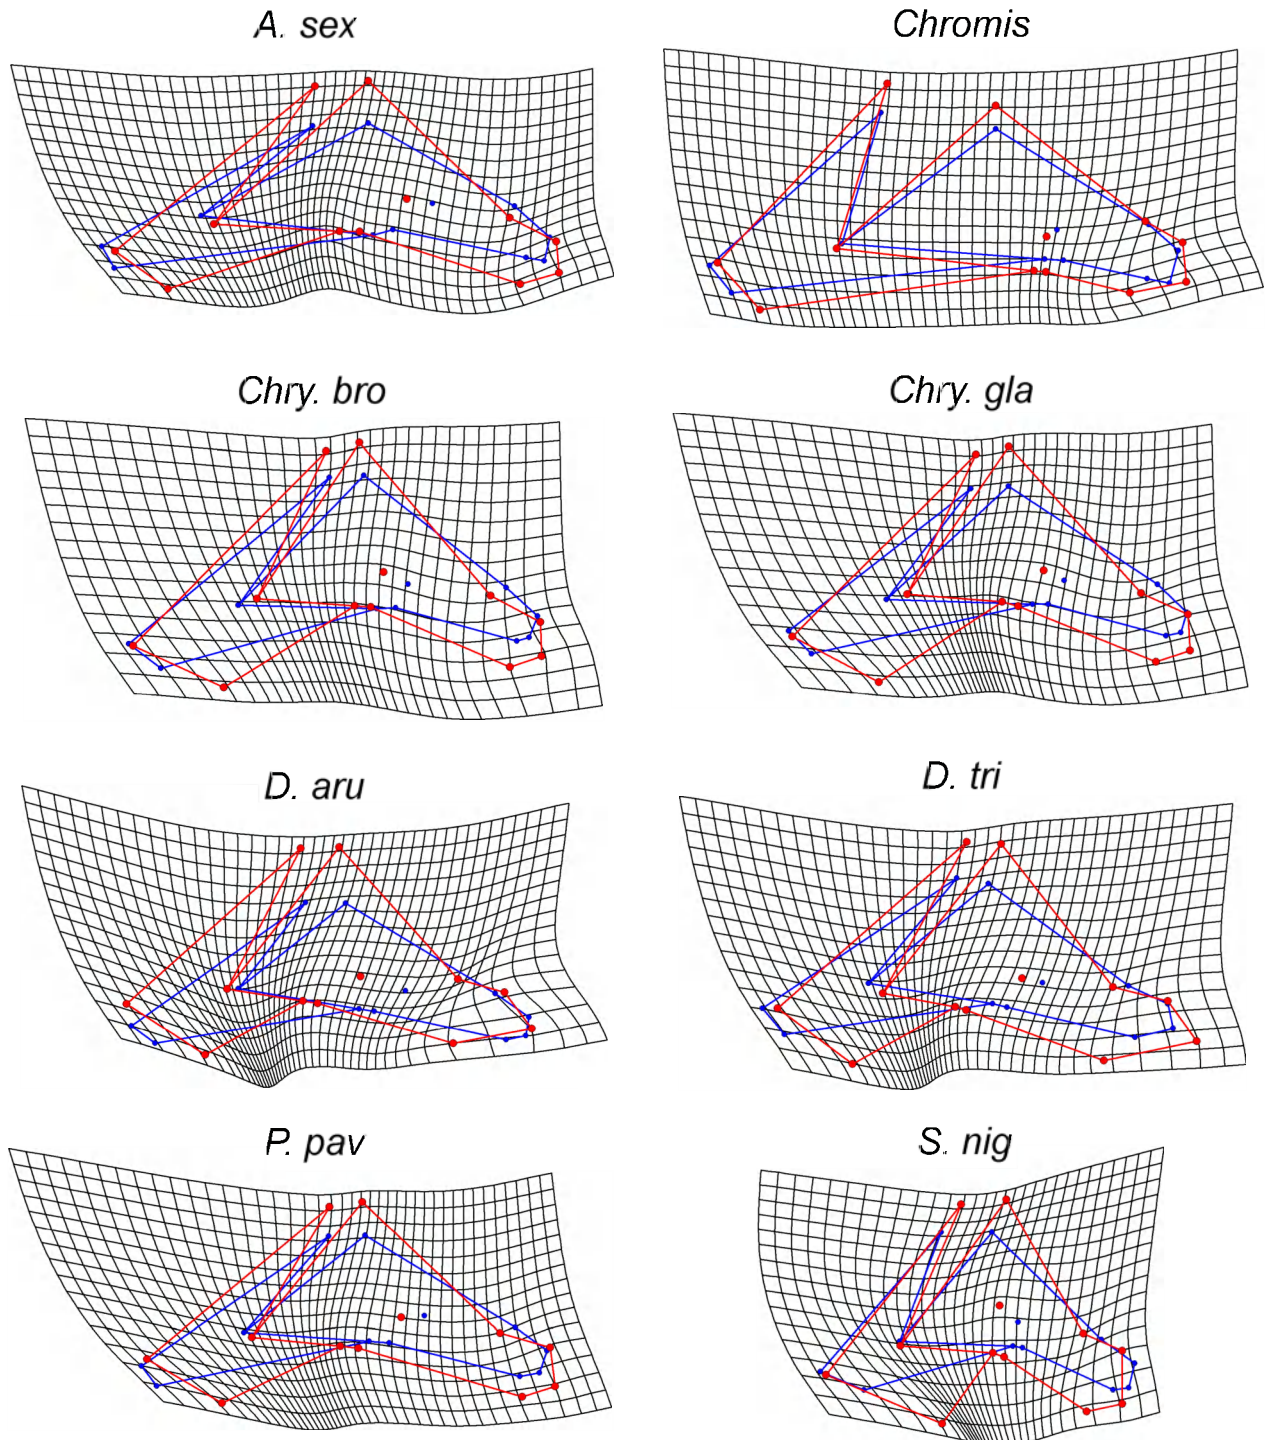 A. sex
Chromis
Chry. bro
Chry. gla
D. aru
D. tri
P. pav
S. nig